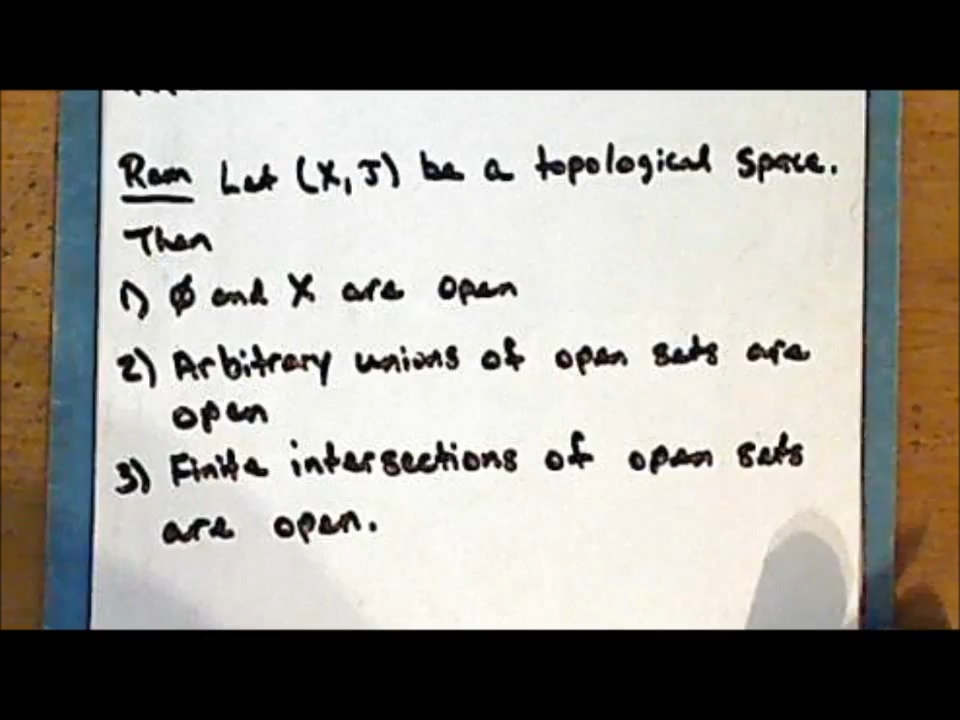 Rem Let (X, J) be a topological space.
Then
1) ∅ and X are open
2) Arbitrary unions of open sets are
open
3) Finite intersections of open sets
are open.